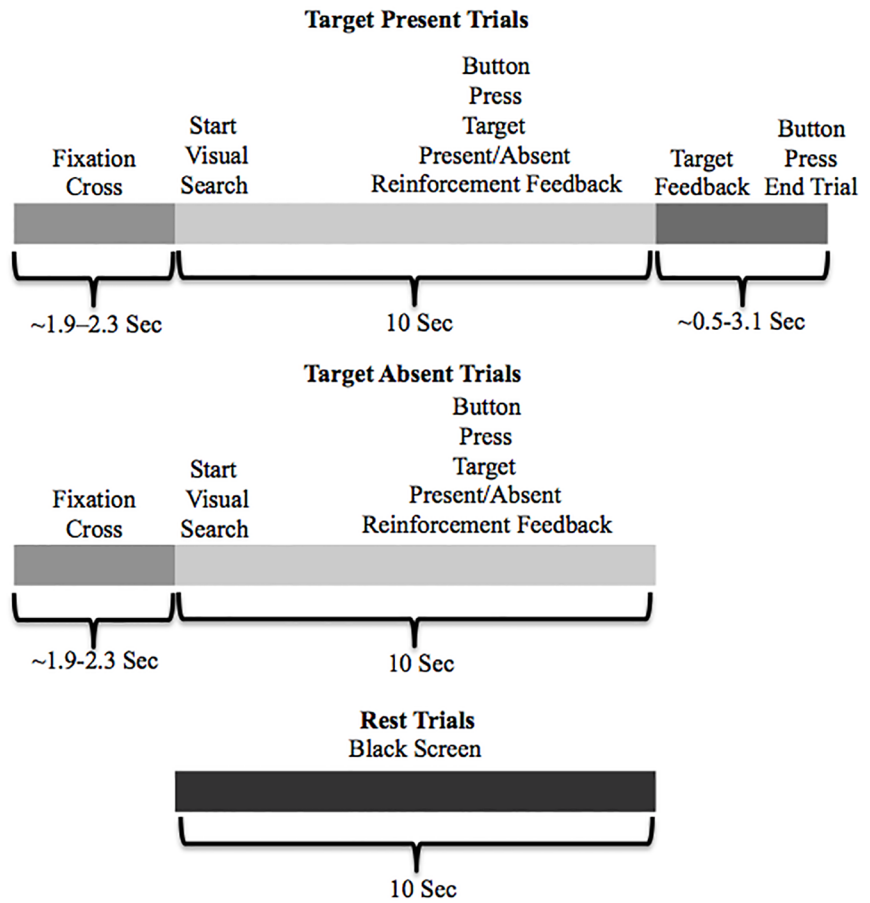 Target Present Trials
Fixation
Cross
Start
Visual
Search
Button
Press
Target
Present/Absent
Reinforcement Feedback
Target
Feedback
Button
Press
End Trial
~1.9–2.3 Sec
10 Sec
~0.5-3.1 Sec
Target Absent Trials
Fixation
Cross
Start
Visual
Search
Button
Press
Target
Present/Absent
Reinforcement Feedback
~1.9-2.3 Sec
10 Sec
Rest Trials
Black Screen
10 Sec